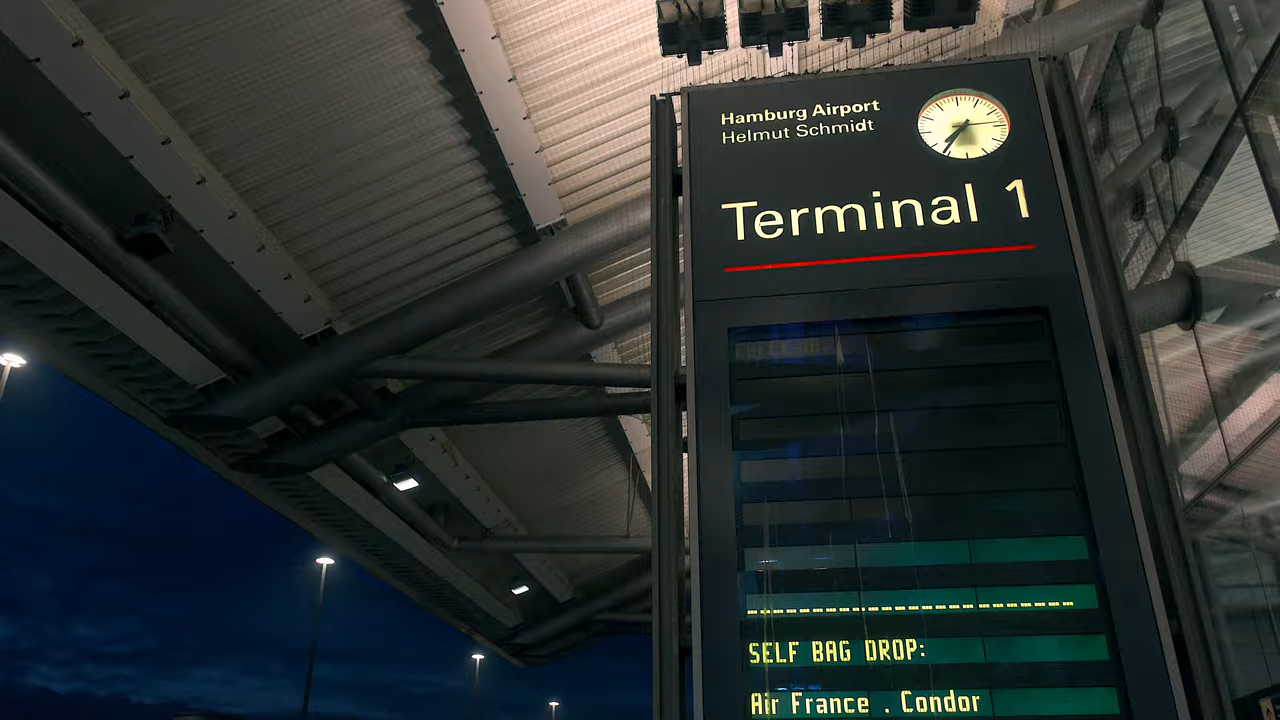 Hamburg Airport
Helmut Schmidt
Terminal 1
-----------------------------
SELF BAG DROP:
Air France . Condor